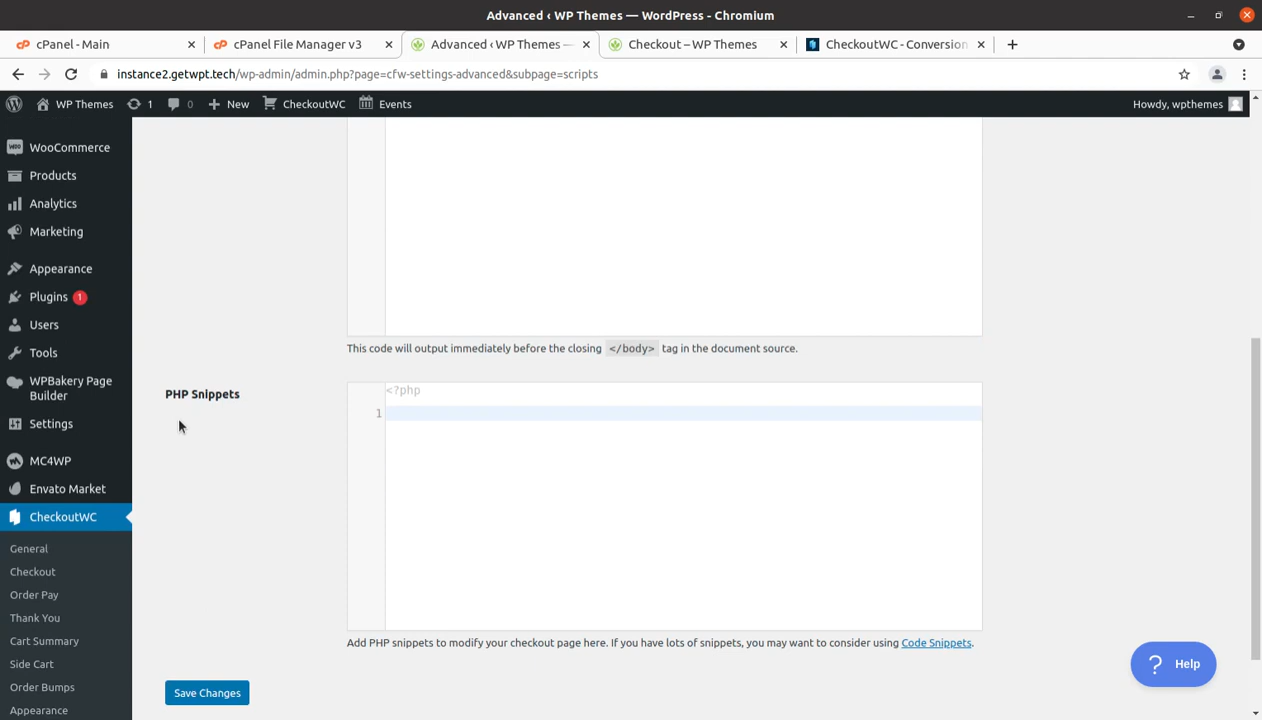 Advanced ‹ WP Themes — WordPress - Chromium
cPanel - Main
cPanel File Manager v3
Advanced ‹ WP Themes —
Checkout – WP Themes
CheckoutWC - Conversion
instance2.getwpt.tech/wp-admin/admin.php?page=cfw-settings-advanced&subpage=scripts
WP Themes
1
0
New
CheckoutWC
Events
Howdy, wpthemes
WooCommerce
Products
Analytics
Marketing
Appearance
Plugins 1
Users
Tools
WPBakery Page
Builder
Settings
MC4WP
Envato Market
CheckoutWC
General
Checkout
Order Pay
Thank You
Cart Summary
Side Cart
Order Bumps
Appearance
This code will output immediately before the closing </body> tag in the document source.
PHP Snippets
<?php
1
Add PHP snippets to modify your checkout page here. If you have lots of snippets, you may want to consider using Code Snippets.
Save Changes
? Help